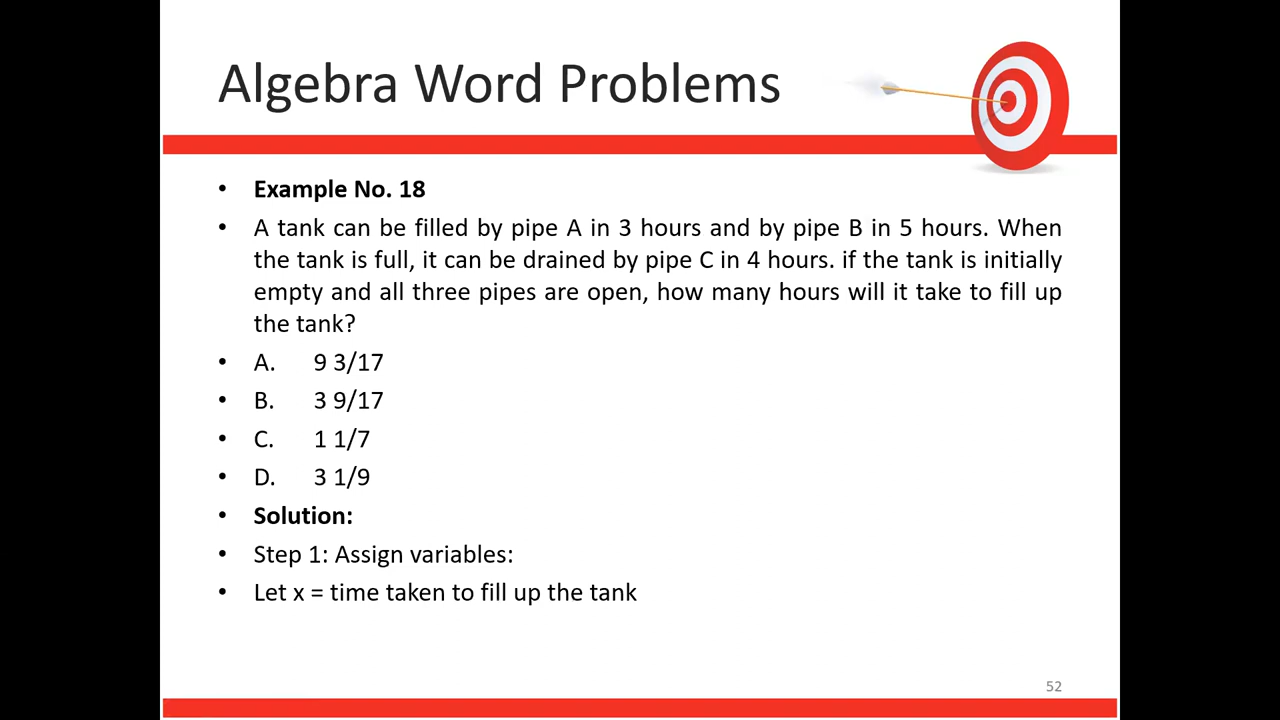 Algebra Word Problems
• Example No. 18
• A tank can be filled by pipe A in 3 hours and by pipe B in 5 hours. When
the tank is full, it can be drained by pipe C in 4 hours. if the tank is initially
empty and all three pipes are open, how many hours will it take to fill up
the tank?
• A. 9 3/17
• B. 3 9/17
• C. 1 1/7
• D. 3 1/9
• Solution:
• Step 1: Assign variables:
• Let x = time taken to fill up the tank
52